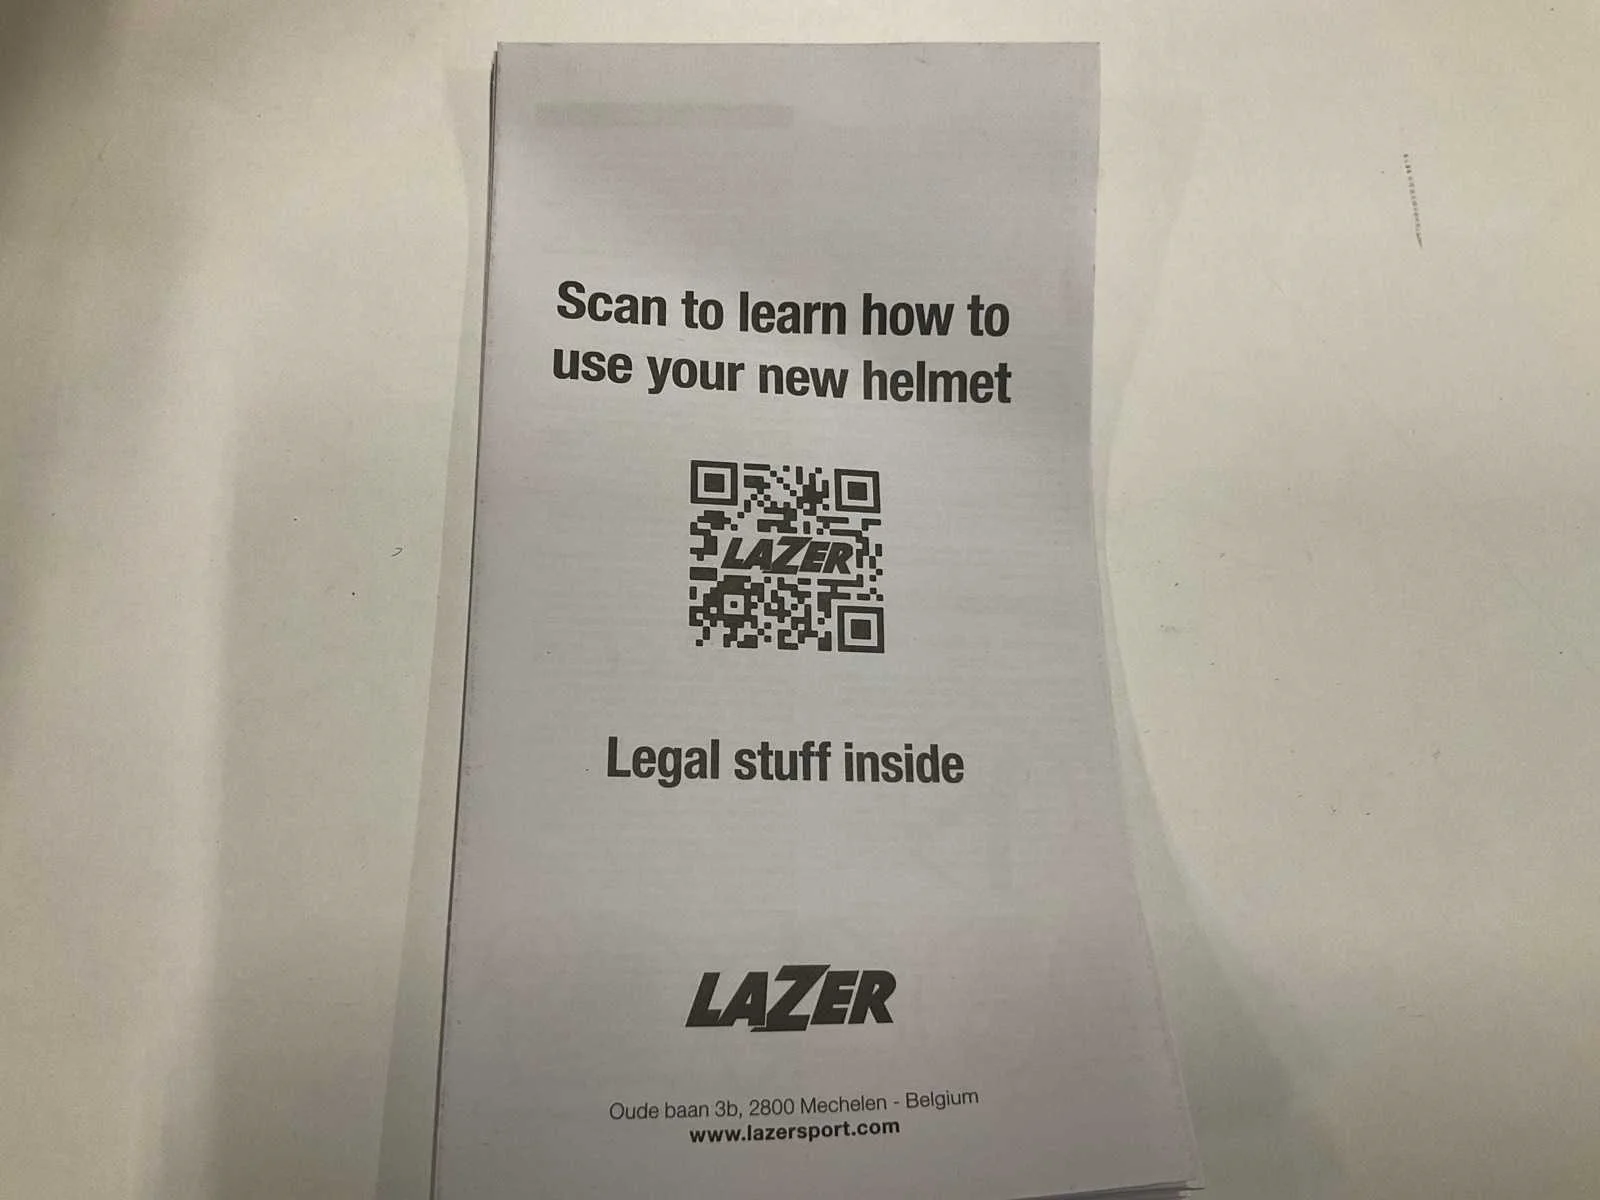 Scan to learn how to
use your new helmet
LAZER
Legal stuff inside
LAZER
Oude baan 3b, 2800 Mechelen - Belgium
www.lazersport.com